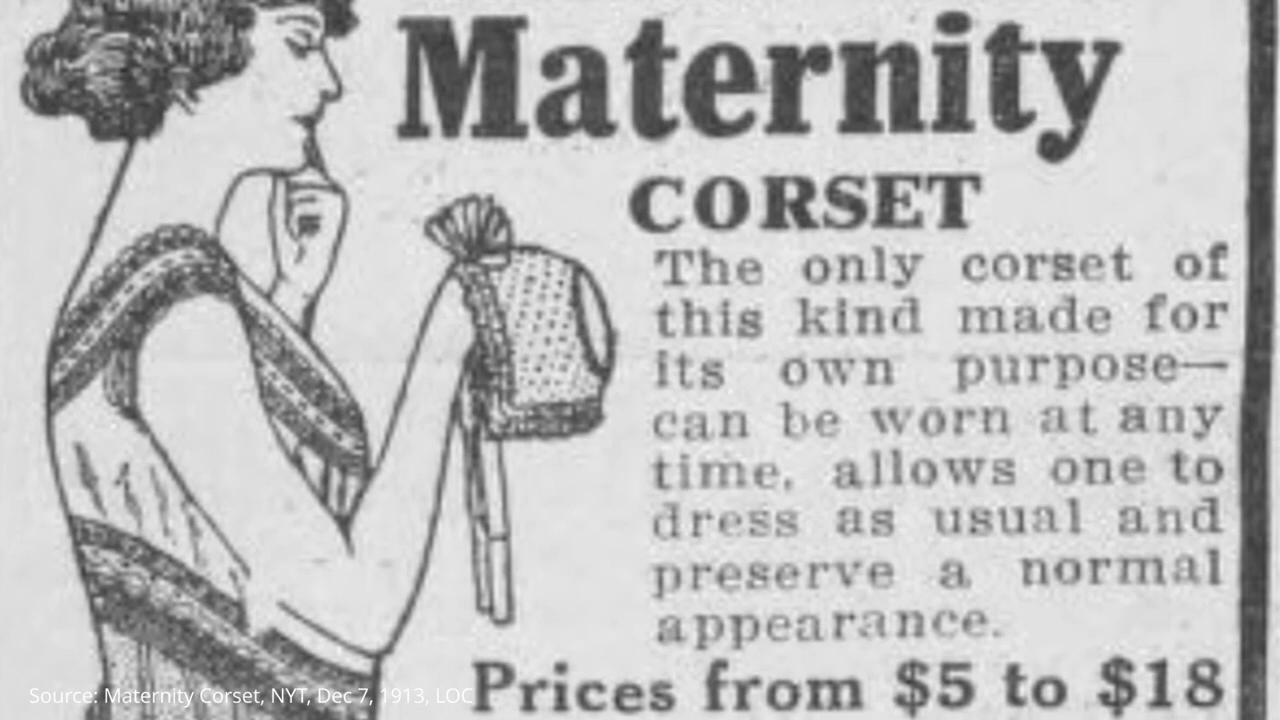 Maternity
CORSET
The only corset of
this kind made for
its own purpose—
can be worn at any
time, allows one to
dress as usual and
preserve a normal
appearance.
Prices from $5 to $18
Source: Maternity Corset, NYT, Dec 7, 1913, LOC